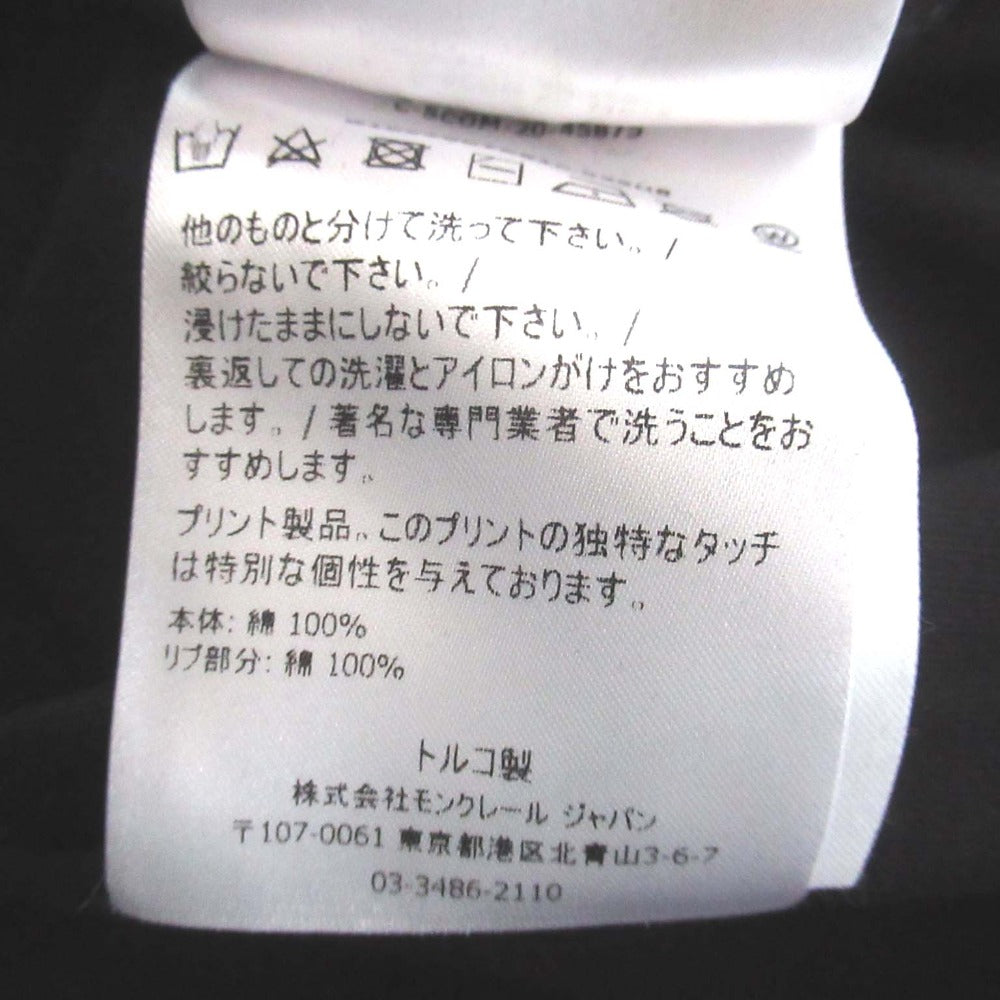 他のものと分けて洗って下さい。/
絞らないで下さい。/
浸けたままにしないで下さい。/
裏返しての洗濯とアイロンがけをおすすめ
します。/ 著名な専門業者で洗うことをお
すすめします。
プリント製品。このプリントの独特なタッチ
は特別な個性を与えております。
本体: 綿 100%
リブ部分: 綿 100%
トルコ製
株式会社モンクレール ジャパン
〒107-0061 東京都港区北青山3-6-7
03-3486-2110